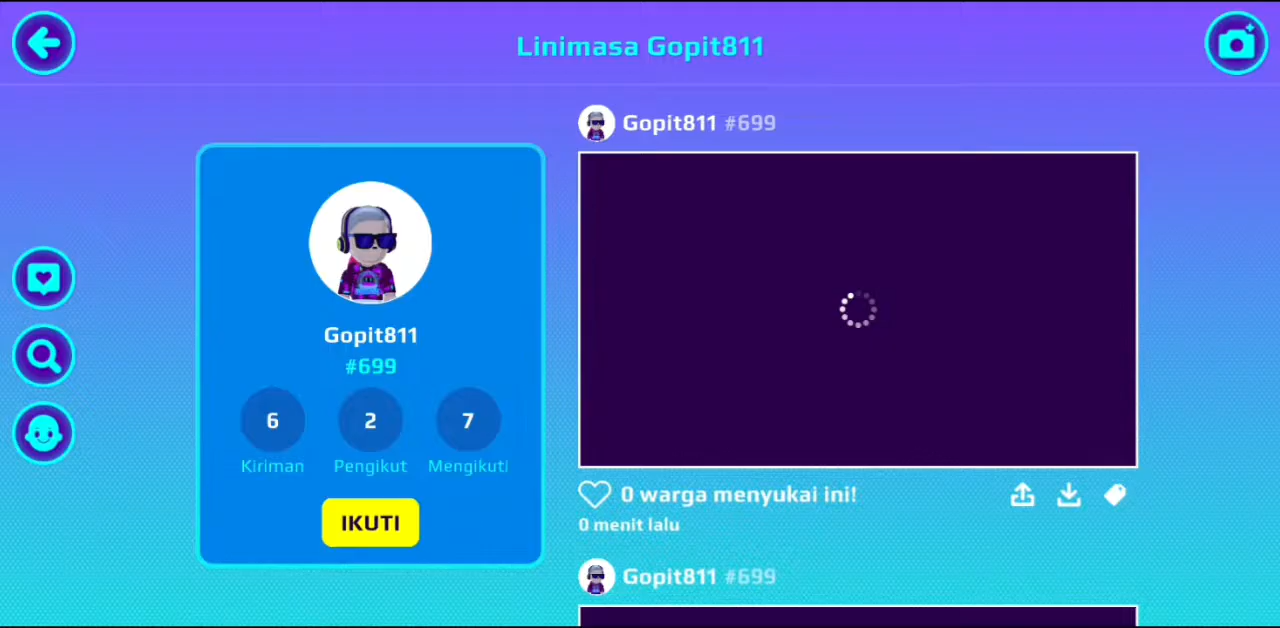 Linimasa Gopit811
Gopit811 #699
Gopit811
#699
6
2
7
Kiriman
Pengikut
Mengikuti
IKUTI
0 warga menyukai ini!
0 menit lalu
Gopit811 #699